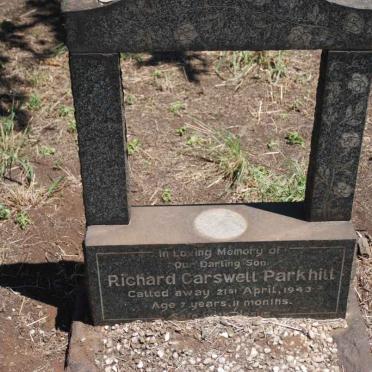 In Loving Memory of
Our Darling Son
Richard Carswell Parkhill
Called away 21st April, 1943
Age 7 years, 11 months.